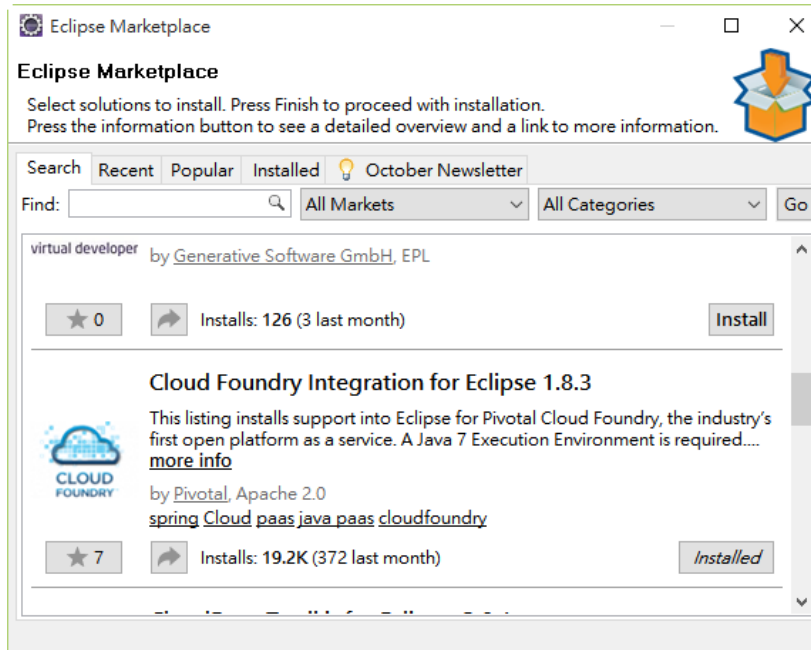 Eclipse Marketplace
Eclipse Marketplace
Select solutions to install. Press Finish to proceed with installation.
Press the information button to see a detailed overview and a link to more information.
Search Recent Popular Installed October Newsletter
Find: All Markets All Categories Go
virtual developer by Generative Software GmbH, EPL
0 Installs: 126 (3 last month) Install
Cloud Foundry Integration for Eclipse 1.8.3
This listing installs support into Eclipse for Pivotal Cloud Foundry, the industry's
first open platform as a service. A Java 7 Execution Environment is required....
more info
CLOUD
FOUNDRY
by Pivotal, Apache 2.0
spring Cloud paas java paas cloudfoundry
7 Installs: 19.2K (372 last month) Installed